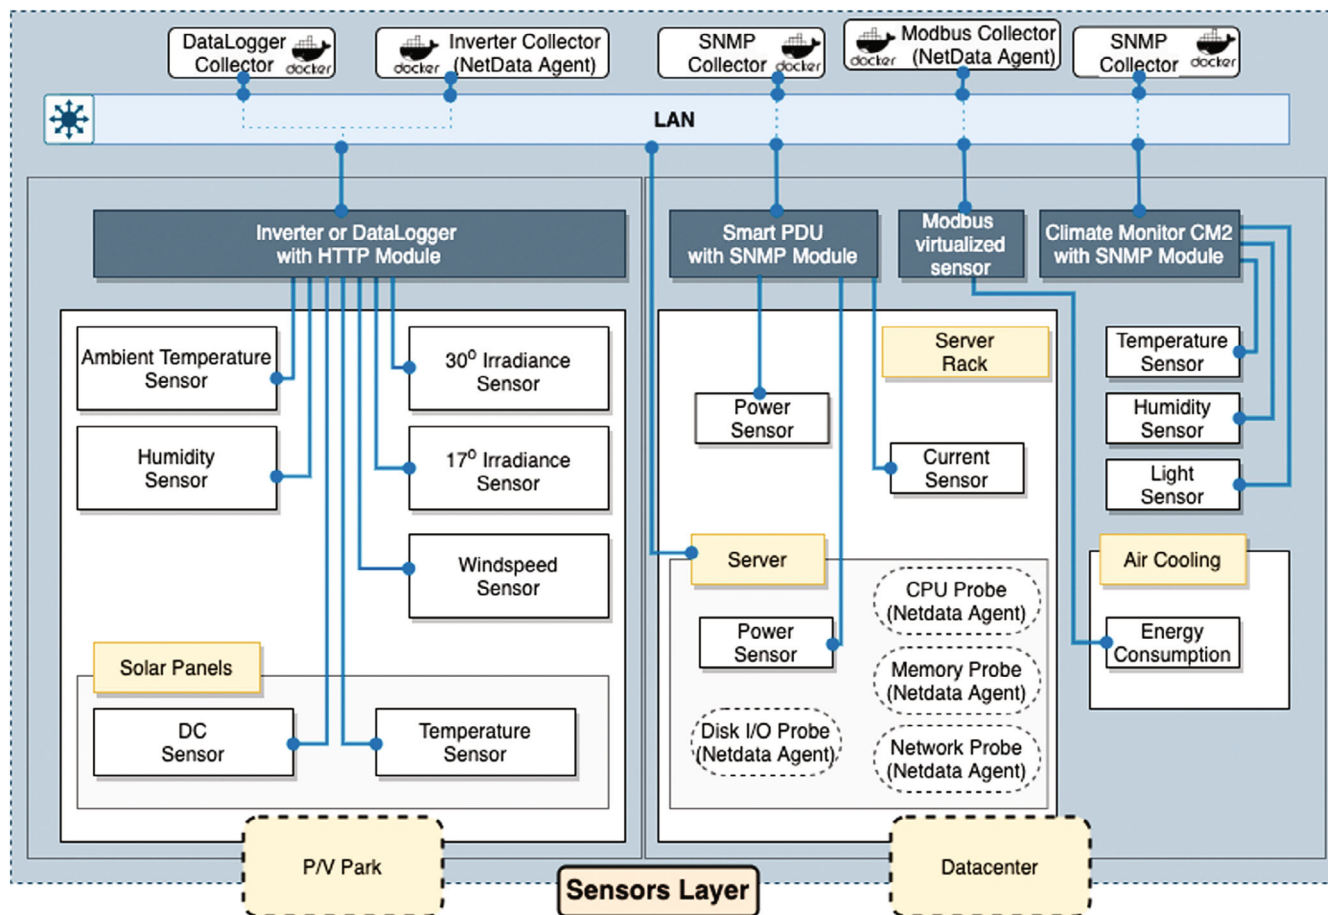 DataLogger
Collector
docker
Inverter Collector
(NetData Agent)
docker
SNMP
Collector
docker
Modbus Collector
(NetData Agent)
docker
SNMP
Collector
docker
LAN
Inverter or DataLogger
with HTTP Module
Smart PDU
with SNMP Module
Modbus
virtualized
sensor
Climate Monitor CM2
with SNMP Module
Ambient Temperature
Sensor
30⁰ Irradiance
Sensor
Humidity
Sensor
17⁰ Irradiance
Sensor
Windspeed
Sensor
Solar Panels
DC
Sensor
Temperature
Sensor
P/V Park
Server
Rack
Power
Sensor
Current
Sensor
Server
Power
Sensor
CPU Probe
(Netdata Agent)
Memory Probe
(Netdata Agent)
Disk I/O Probe
(Netdata Agent)
Network Probe
(Netdata Agent)
Temperature
Sensor
Humidity
Sensor
Light
Sensor
Air Cooling
Energy
Consumption
Datacenter
Sensors Layer